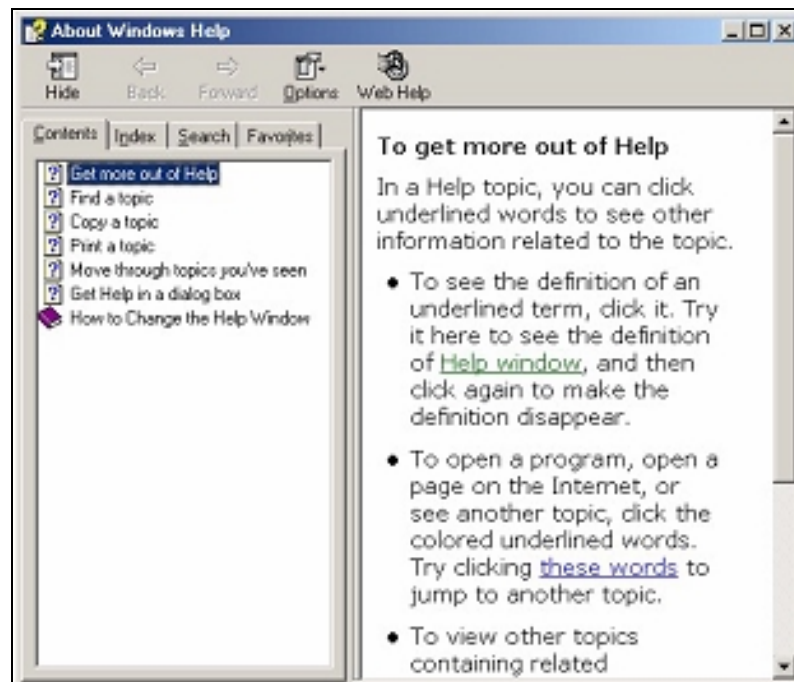 About Windows Help
Hide Back Forward Options Web Help
Contents Index Search Favorites
Get more out of Help
Find a topic
Copy a topic
Print a topic
Move through topics you've seen
Get Help in a dialog box
How to Change the Help Window
To get more out of Help
In a Help topic, you can click
underlined words to see other
information related to the topic.
● To see the definition of an
underlined term, click it. Try
it here to see the definition
of Help window, and then
click again to make the
definition disappear.
● To open a program, open a
page on the Internet, or
see another topic, click the
colored underlined words.
Try clicking these words to
jump to another topic.
● To view other topics
containing related